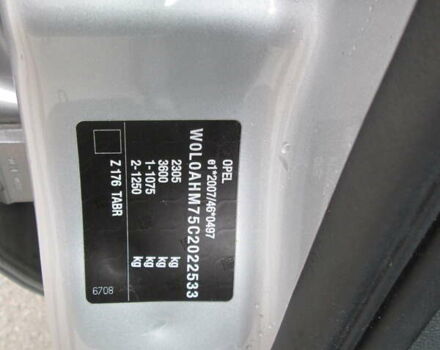 OPEL
e1*2007/46*0497
W0L0AHM75C2022533
2305 kg
3600 kg
1-1075 kg
2-1250 kg
Z 176 TABR
6708